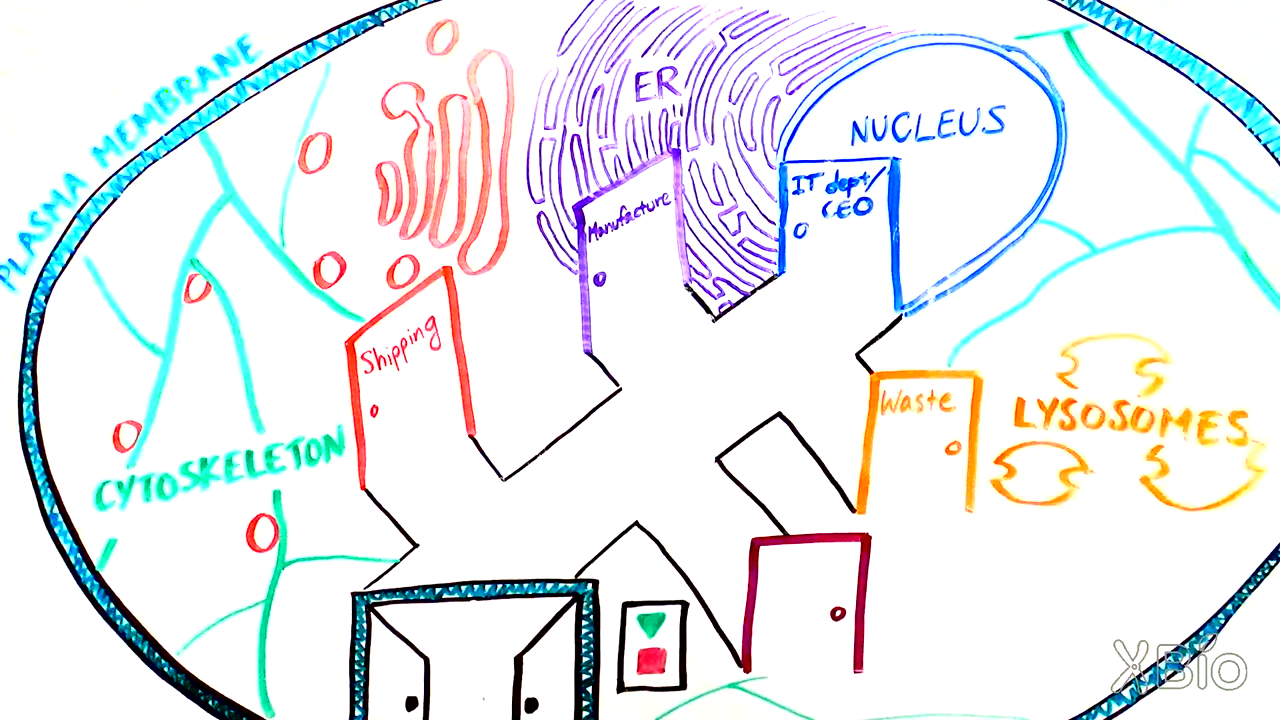 PLASMA MEMBRANE
ER
NUCLEUS
Manufacture
IT dept/
CEO
Shipping
Waste
LYSOSOMES
CYTOSKELETON
XBio